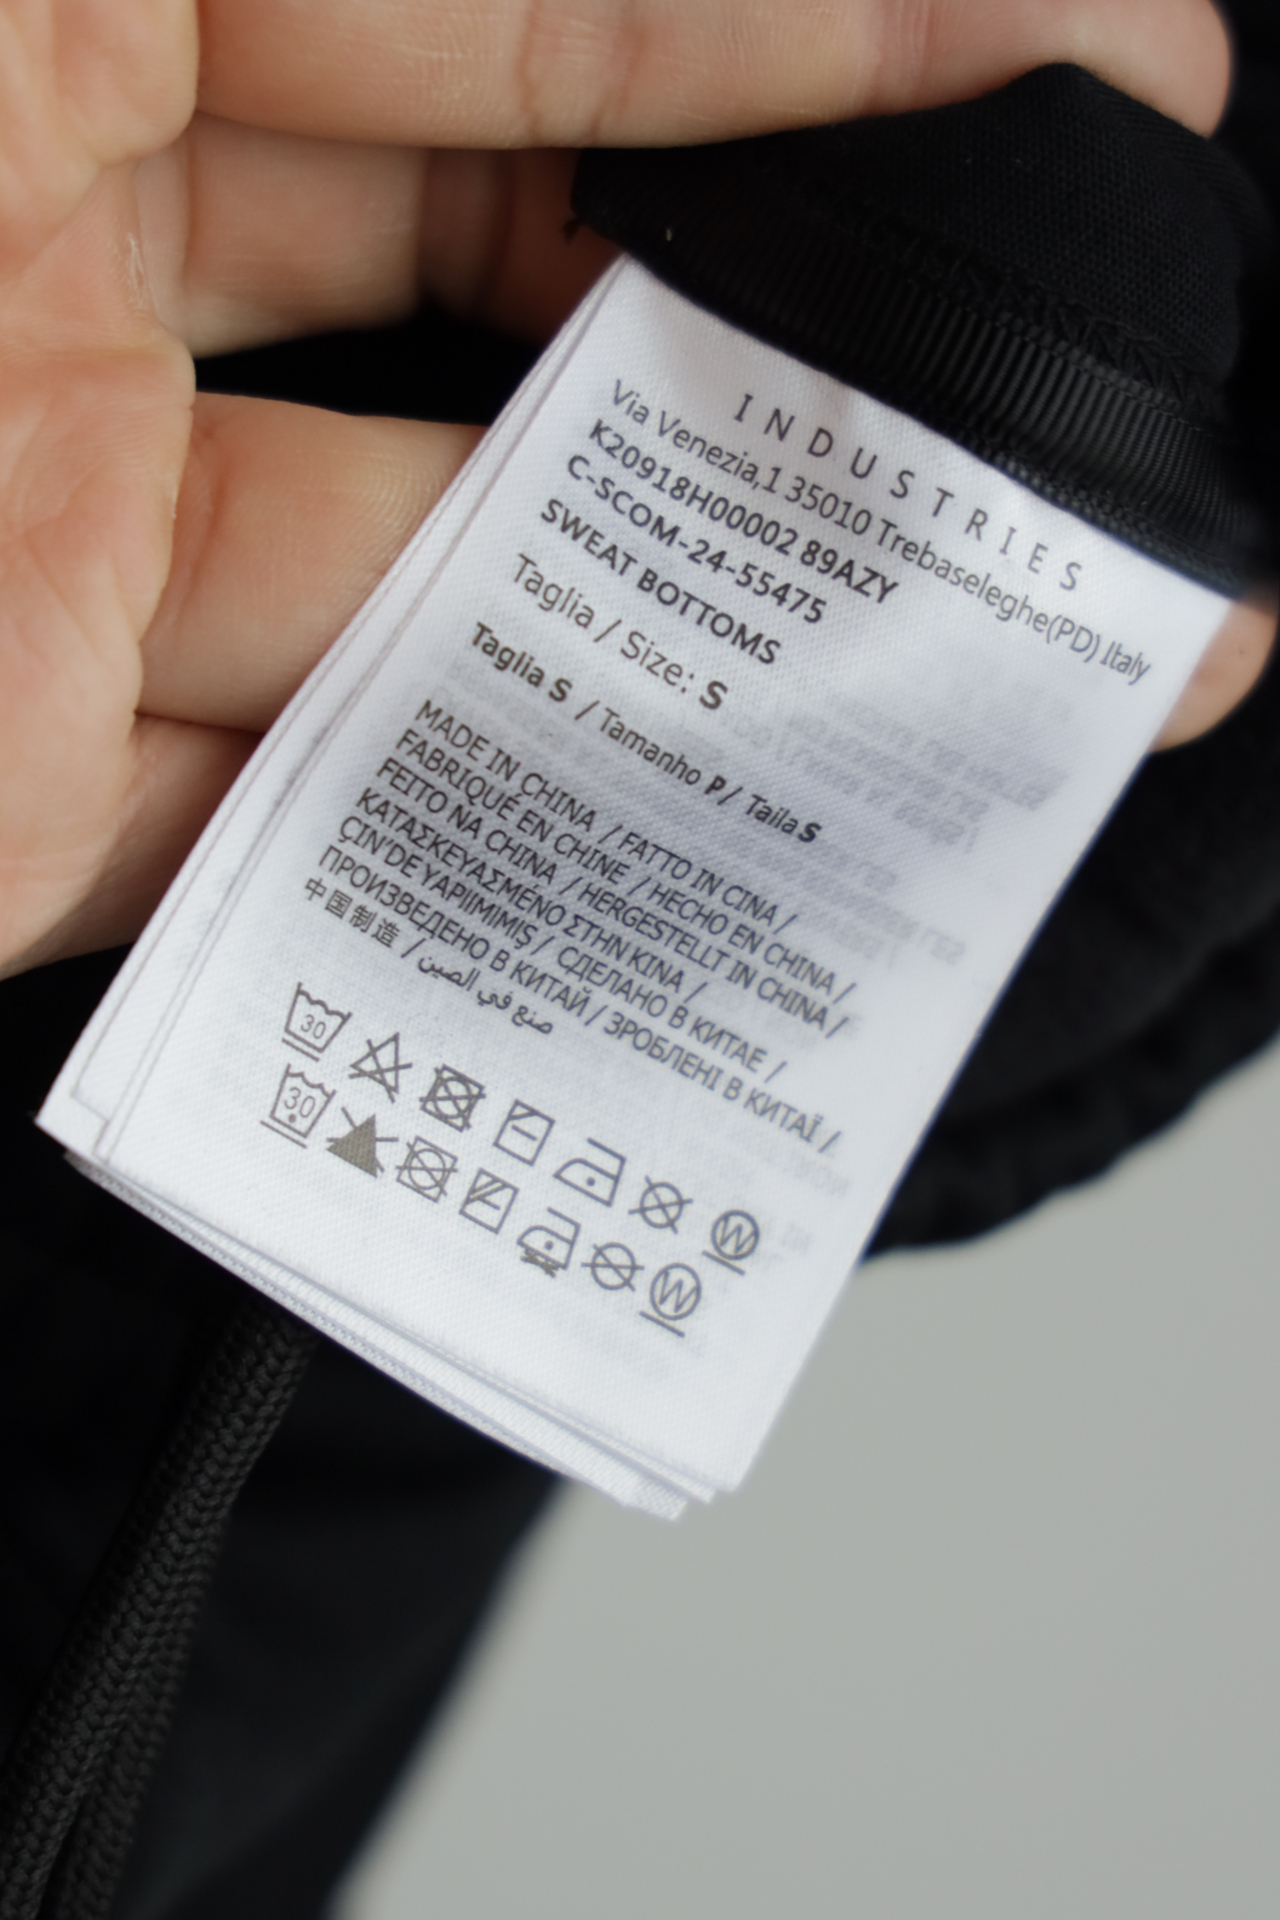 INDUSTRIES
Via Venezia,1 35010 Trebaseleghe(PD) Italy
K20918H00002 89AZY
C-SCOM-24-55475
SWEAT BOTTOMS
Taglia / Size: S
Taglia S / Tamanho P/ Taila S
MADE IN CHINA / FATTO IN CINA /
FABRIQUÉ EN CHINE / HECHO EN CHINA /
FEITO NA CHINA / HERGESTELLT IN CHINA /
ΚΑΤΑΣΚΕΥΑΣΜΈΝΟ ΣΤΗΝ ΚΙΝΑ /
ÇIN'DE YAPIIMIMIŞ / СДЕЛАНО В КИТАЕ /
ПРОИЗВЕДЕНО В КИТАЙ / ЗРОБЛЕНІ В КИТАЇ /
中国制造 / صنع في الصين
30 W
30 W